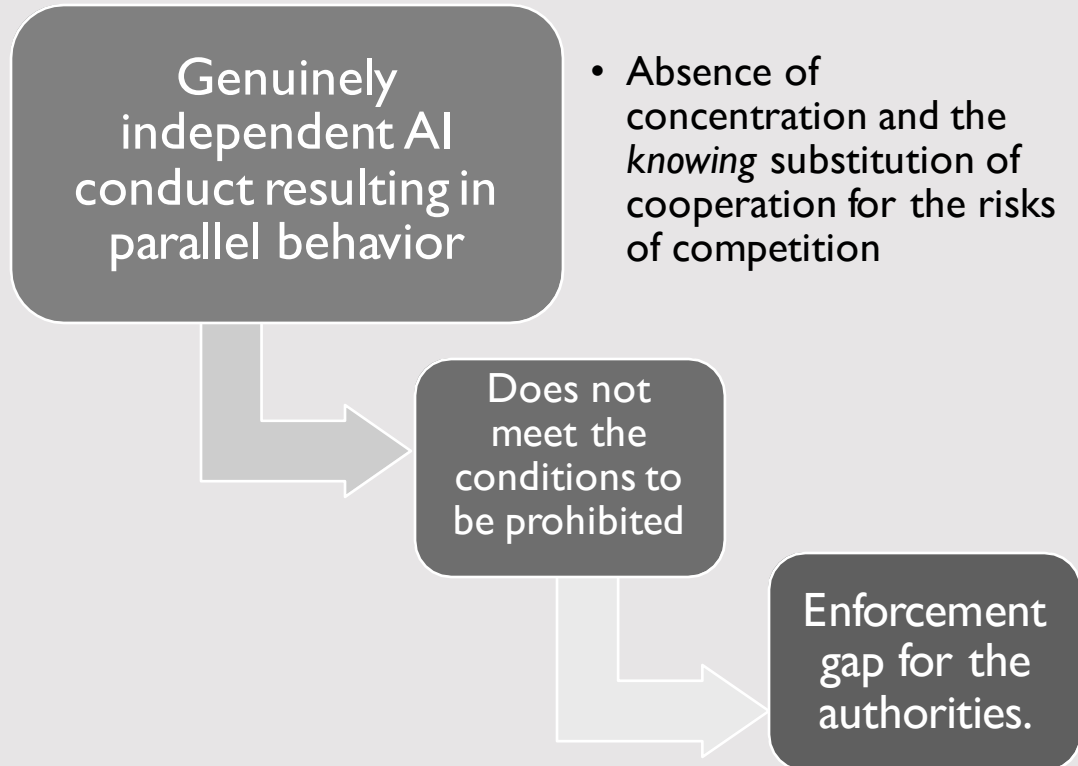 Genuinely
independent AI
conduct resulting in
parallel behavior
• Absence of
concentration and the
knowing substitution of
cooperation for the risks
of competition
Does not
meet the
conditions to
be prohibited
Enforcement
gap for the
authorities.